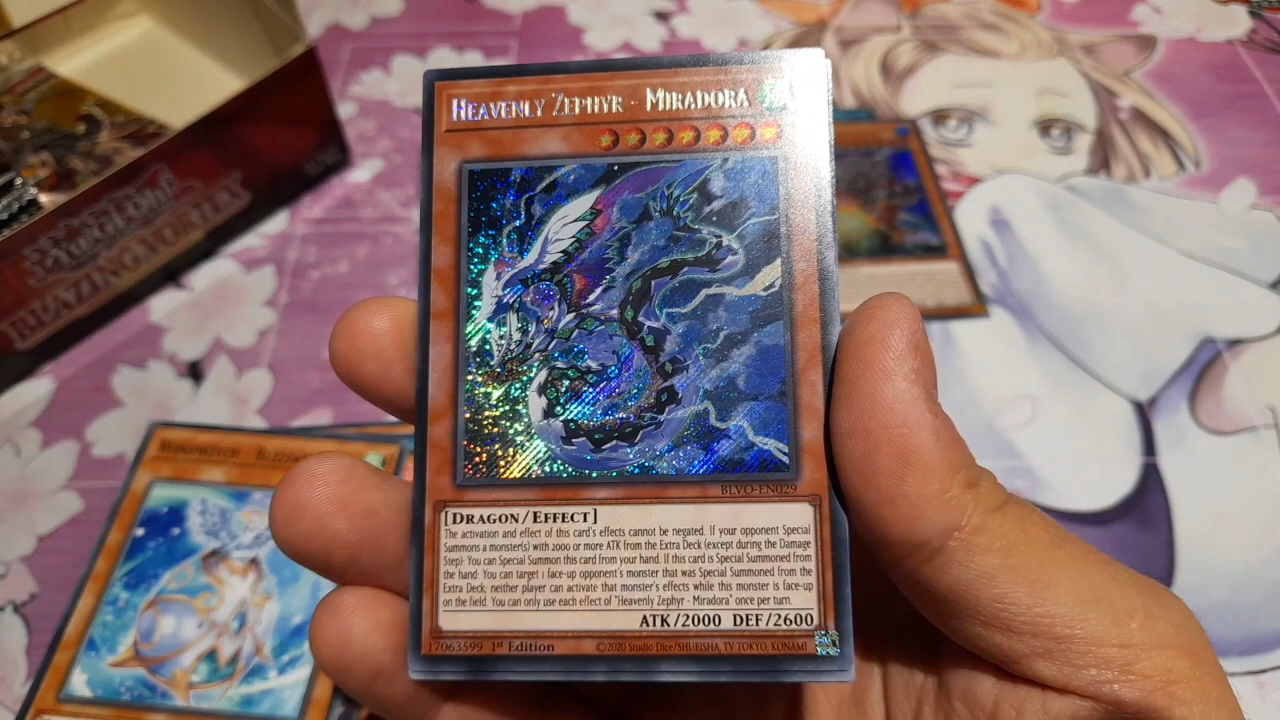 HEAVENLY ZEPHYR - MIRADORA
BLVO-EN029
[DRAGON/EFFECT]
The activation and effect of this card's effects cannot be negated. If your opponent Special
Summons a monster(s) with 2000 or more ATK from the Extra Deck (except during the Damage
Step): You can Special Summon this card from your hand. If this card is Special Summoned from
the hand: You can target 1 face-up opponent's monster that was Special Summoned from the
Extra Deck; neither player can activate that monster's effects while this monster is face-up
on the field. You can only use each effect of "Heavenly Zephyr - Miradora" once per turn.
ATK/2000 DEF/2600
17063599 1st Edition ©2020 Studio Dice/SHUEISHA, TV TOKYO, KONAMI
YU-GI-OH!
BLAZING VORTEX
WINDWITCH - BLIZZA